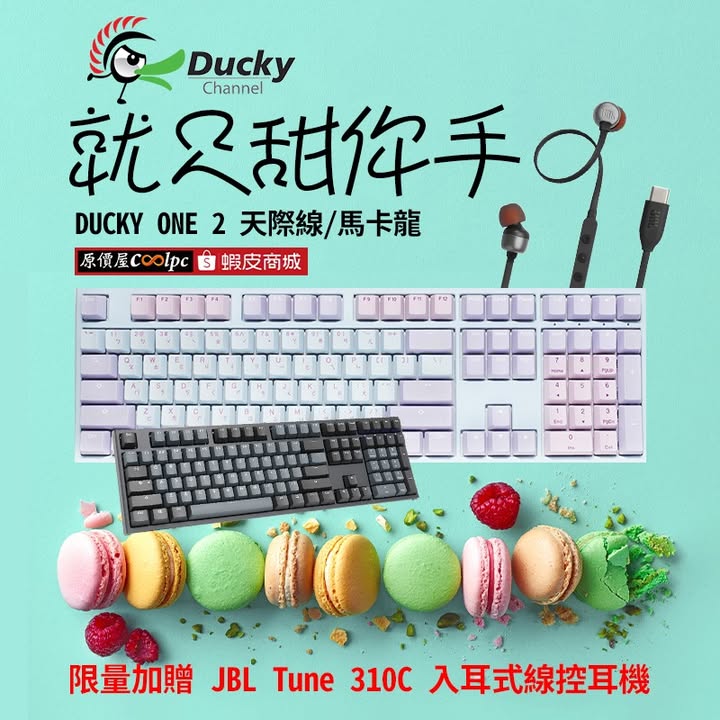 Ducky
Channel
就只甜你手
DUCKY ONE 2 天際線/馬卡龍
原價屋coolpc 蝦皮商城
限量加贈 JBL Tune 310C 入耳式線控耳機